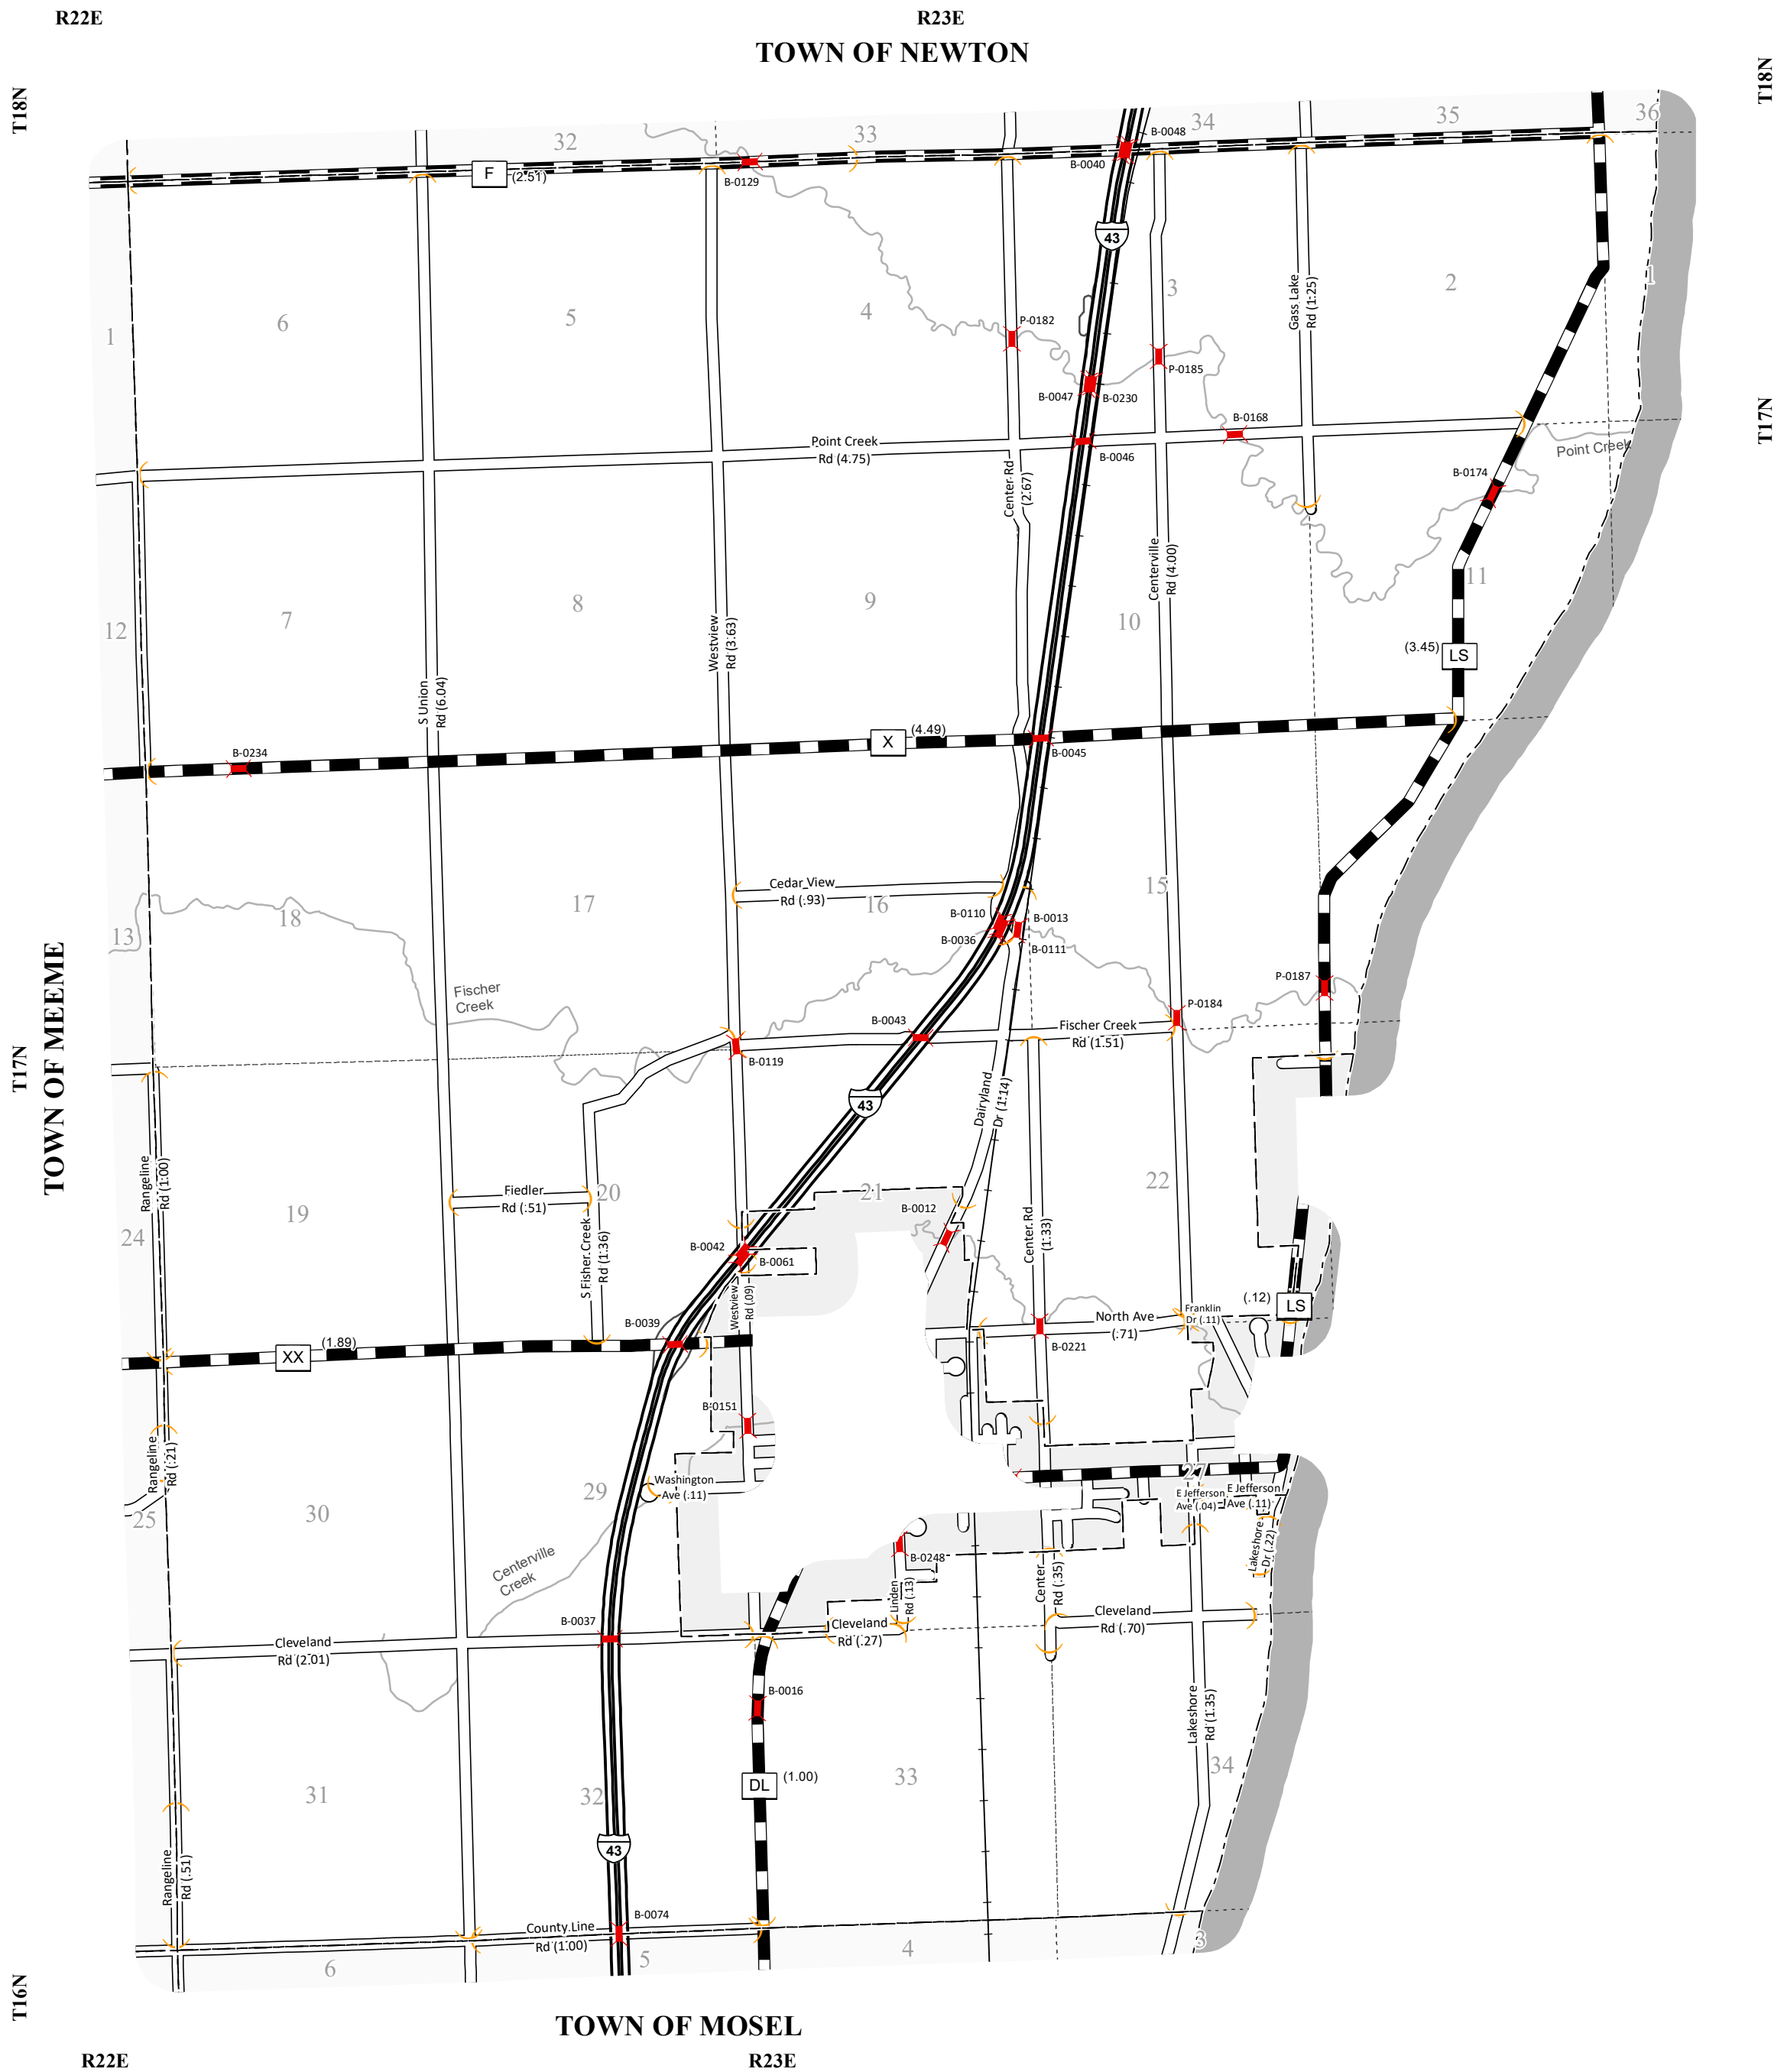 R22E
R23E
TOWN OF NEWTON
T18N
T18N
36
35
34
B-0048
32
33
B-0040
F
(2.51)
B-0129
43
1
6
5
4
3
2
1
Gass Lake
Rd (1.25)
P-0182
P-0185
B-0047
B-0230
T17N
B-0168
Point Creek
Rd (4.75)
B-0046
Point Creek
B-0174
Center Rd
(2.67)
Centerville
Rd (4.00)
11
12
7
8
9
10
Westview
Rd (3.63)
(3.45)
LS
S Union
Rd (6.04)
X
(4.49)
B-0234
B-0045
Cedar View
Rd (.93)
15
16
17
18
13
B-0110
B-0013
B-0036
B-0111
TOWN OF MEEME
T17N
Fischer
Creek
P-0187
P-0184
B-0043
Fischer Creek
Rd (1.51)
B-0119
43
Dairyland
Dr (1.14)
Rangeline
Rd (1.00)
22
21
20
19
24
Fiedler
Rd (.51)
B-0012
S Fisher Creek
Rd (1.36)
Center Rd
(1.33)
B-0042
B-0061
Westview
Rd (.09)
(.12)
LS
Franklin
Dr (.11)
North Ave
(.71)
B-0039
B-0221
(1.89)
XX
B-0151
Rangeline
Rd (.21)
27
Washington
Ave (.11)
29
30
25
E Jefferson
Ave (.04)
E Jefferson
Ave (.11)
Lakeshore
Dr (.22)
B-0248
Centerville
Creek
Linden
Rd (.13)
Center
Rd (.35)
Cleveland
Rd (.70)
B-0037
Cleveland
Rd (.27)
Cleveland
Rd (2.01)
B-0016
Lakeshore
Rd (1.35)
34
33
DL
(1.00)
31
32
43
Rangeline
Rd (.51)
B-0074
County Line
Rd (1.00)
3
4
5
6
T16N
TOWN OF MOSEL
R22E
R23E